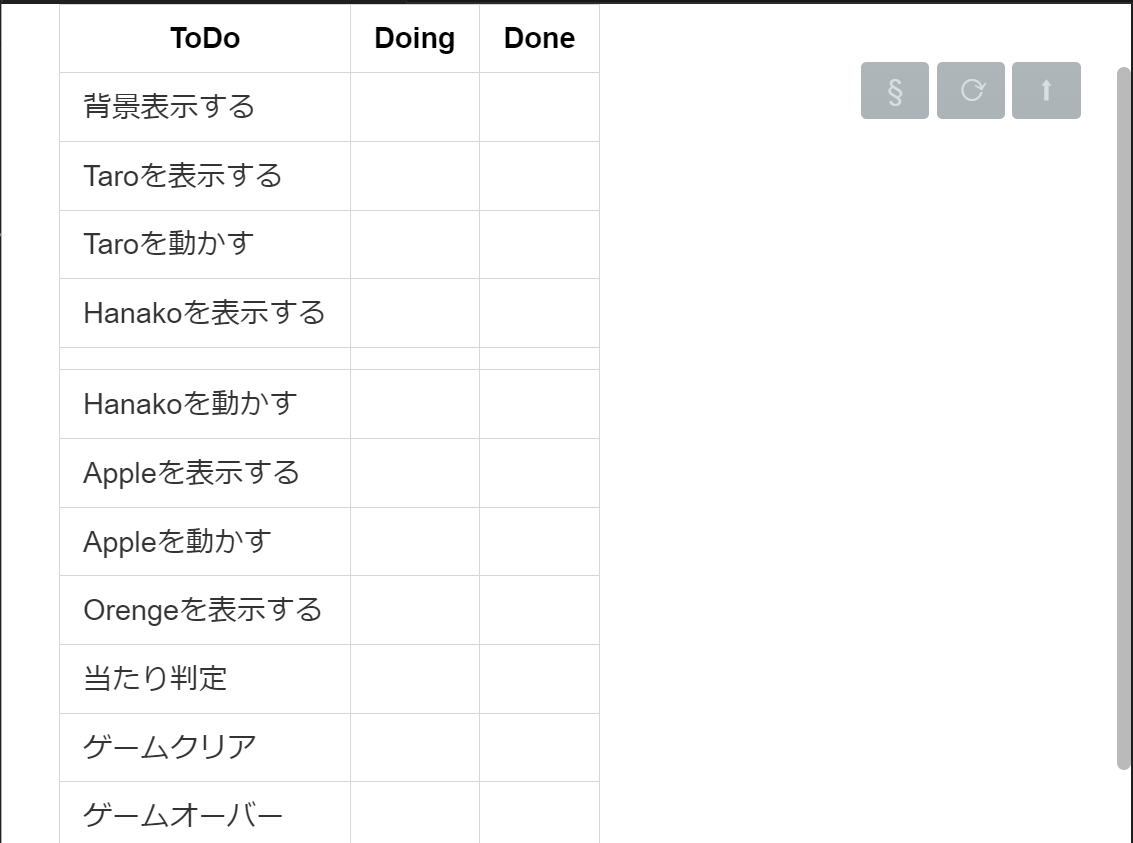 ToDo Doing Done
背景表示する
Taroを表示する
Taroを動かす
Hanakoを表示する
Hanakoを動かす
Appleを表示する
Appleを動かす
Orengeを表示する
当たり判定
ゲームクリア
ゲームオーバー
§